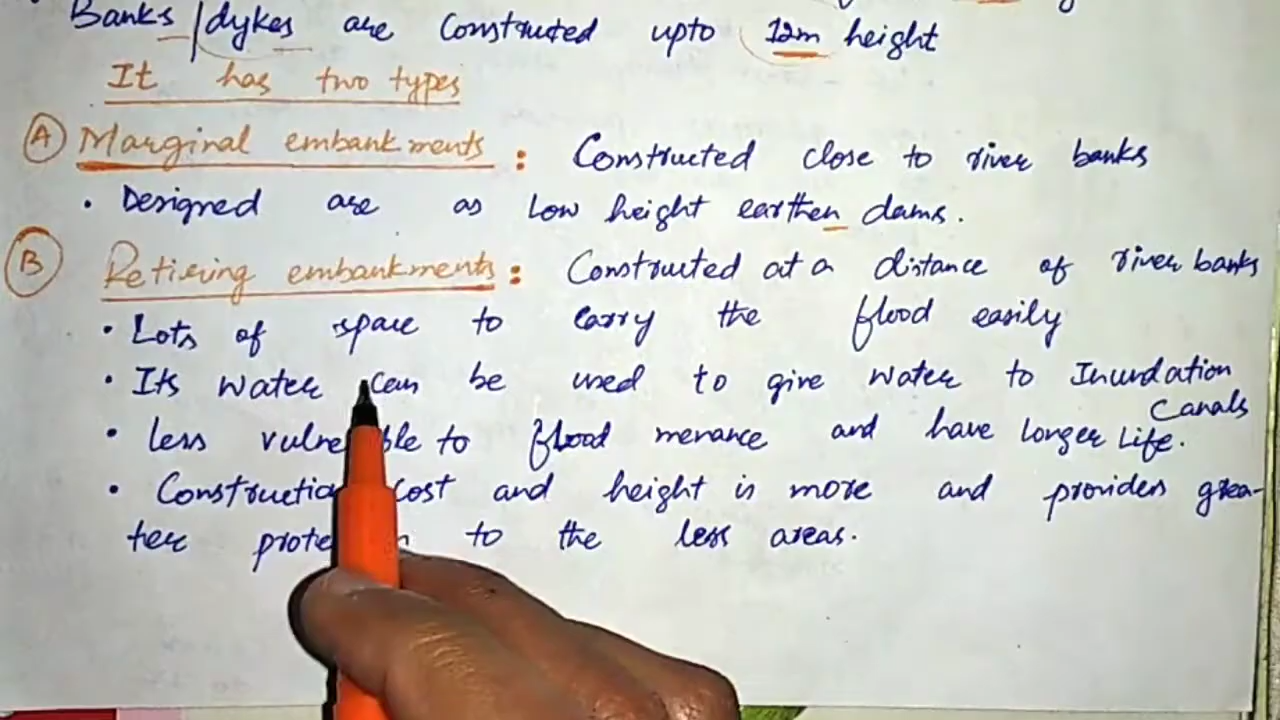 Banks/dykes are constructed upto 12m height
It has two types
A Marginal embankments : Constructed close to river banks
• Designed are as low height earthen dams.
B Retiring embankments : Constructed at a distance of river banks
• Lots of space to carry the flood easily
• Its water can be used to give water to Inundation
Canals
• less vulnerable to flood menance and have longer life.
• Construction cost and height is more and providers grea-
ter protection to the less areas.